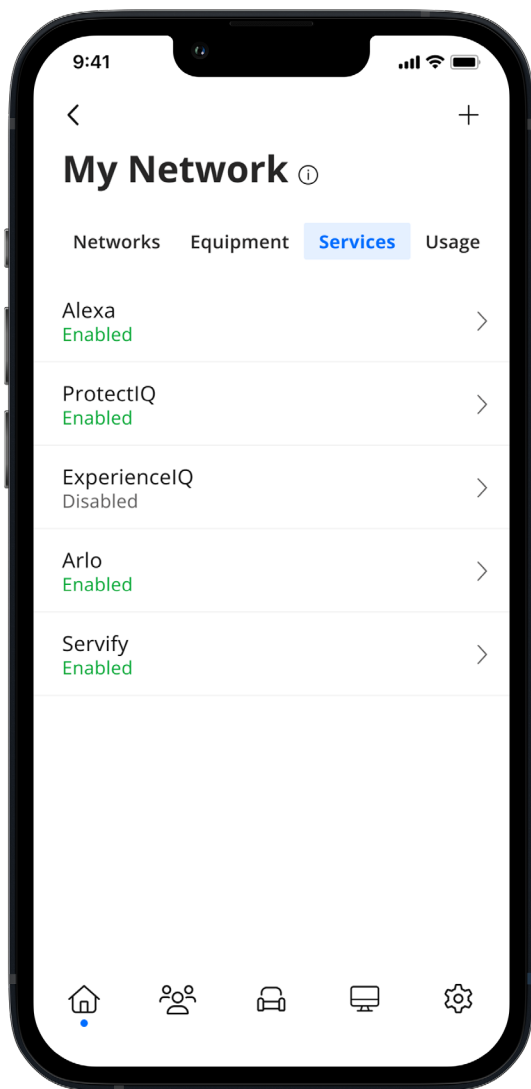 9:41
My Network
Networks Equipment Services Usage
Alexa
Enabled
ProtectIQ
Enabled
ExperienceIQ
Disabled
Arlo
Enabled
Servify
Enabled